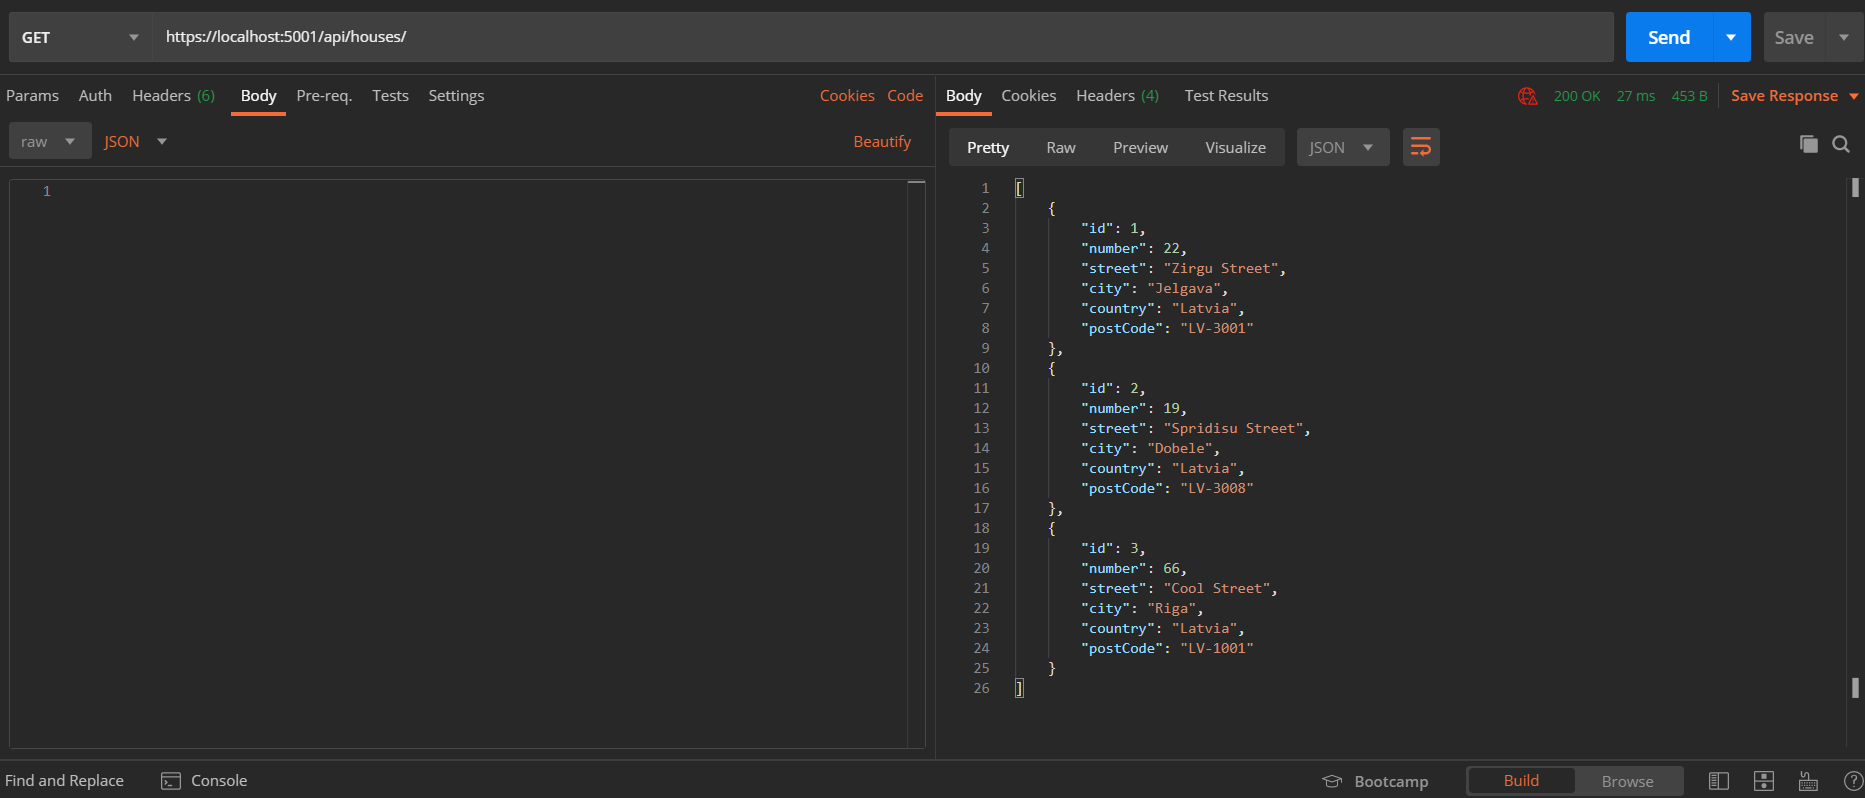 GET https://localhost:5001/api/houses/ Send Save
Params Auth Headers (6) Body Pre-req. Tests Settings Cookies Code
raw JSON Beautify
1
Body Cookies Headers (4) Test Results 200 OK 27 ms 453 B Save Response
Pretty Raw Preview Visualize JSON
1 [
2 {
3 "id": 1,
4 "number": 22,
5 "street": "Zirgu Street",
6 "city": "Jelgava",
7 "country": "Latvia",
8 "postCode": "LV-3001"
9 },
10 {
11 "id": 2,
12 "number": 19,
13 "street": "Spridisu Street",
14 "city": "Dobele",
15 "country": "Latvia",
16 "postCode": "LV-3008"
17 },
18 {
19 "id": 3,
20 "number": 66,
21 "street": "Cool Street",
22 "city": "Riga",
23 "country": "Latvia",
24 "postCode": "LV-1001"
25 }
26 ]
Find and Replace Console Bootcamp Build Browse ?